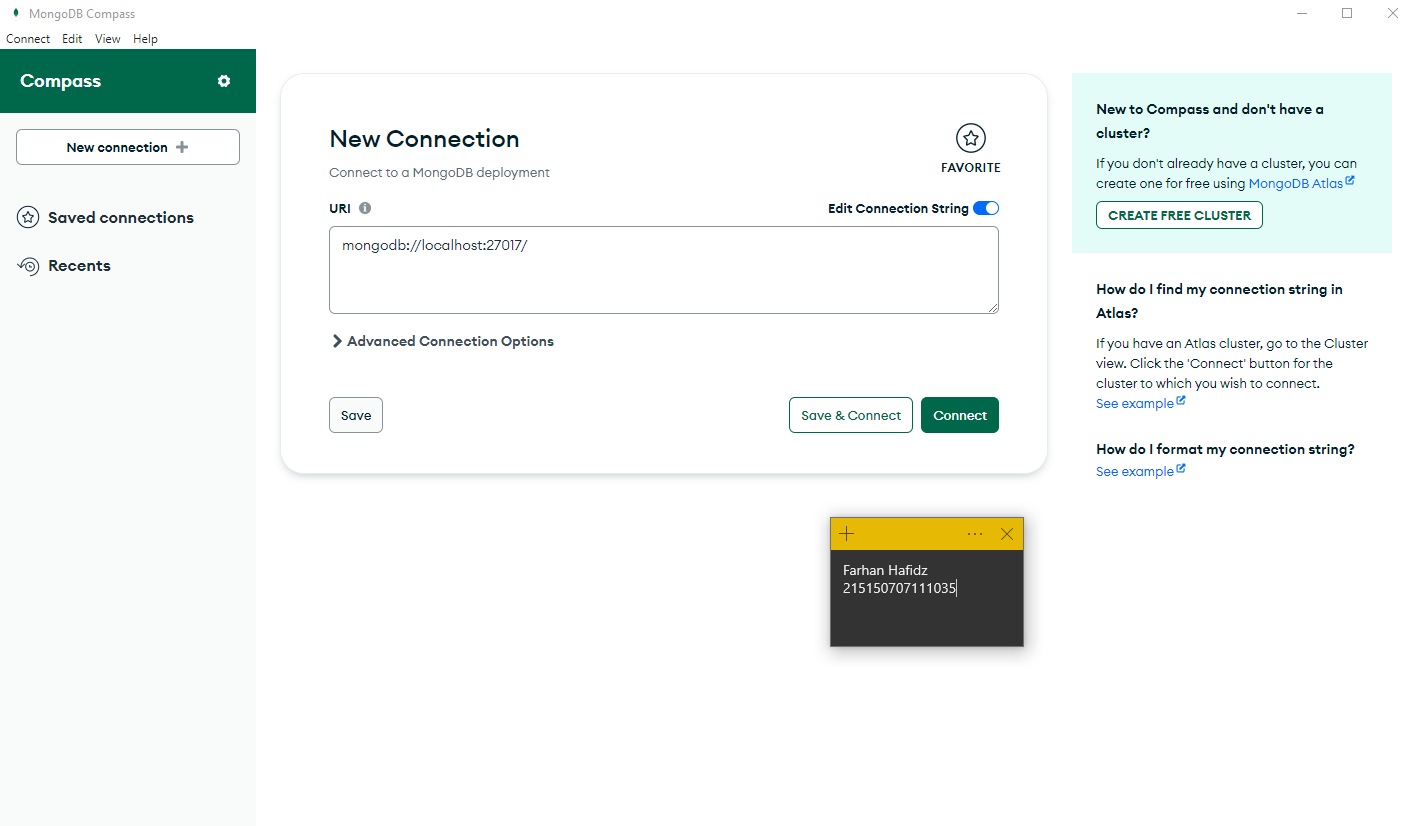 MongoDB Compass
Connect Edit View Help
Compass
New connection
Saved connections
Recents
New Connection
Connect to a MongoDB deployment
FAVORITE
URI
Edit Connection String
mongodb://localhost:27017/
Advanced Connection Options
Save
Save & Connect
Connect
New to Compass and don't have a
cluster?
If you don't already have a cluster, you can
create one for free using MongoDB Atlas
CREATE FREE CLUSTER
How do I find my connection string in
Atlas?
If you have an Atlas cluster, go to the Cluster
view. Click the 'Connect' button for the
cluster to which you wish to connect.
See example
How do I format my connection string?
See example
Farhan Hafidz
215150707111035